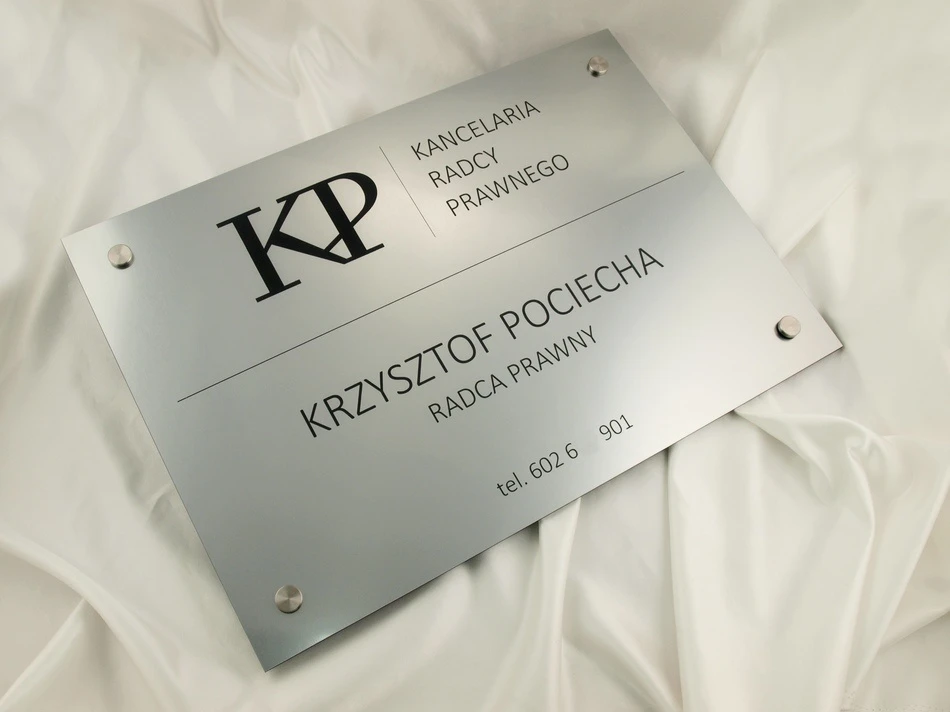 KP
KANCELARIA
RADCY
PRAWNEGO
KRZYSZTOF POCIECHA
RADCA PRAWNY
tel. 602 6 901